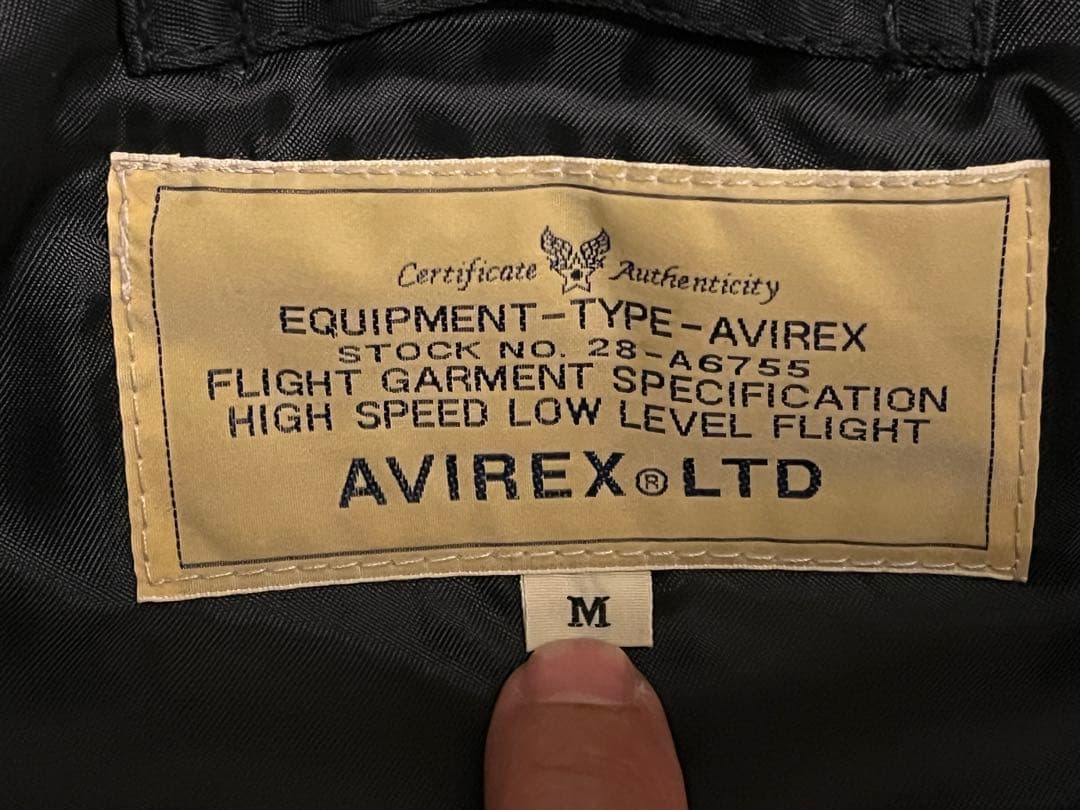 Certificate Authenticity
EQUIPMENT-TYPE-AVIREX
STOCK NO. 28-A6755
FLIGHT GARMENT SPECIFICATION
HIGH SPEED LOW LEVEL FLIGHT
AVIREX®LTD
M